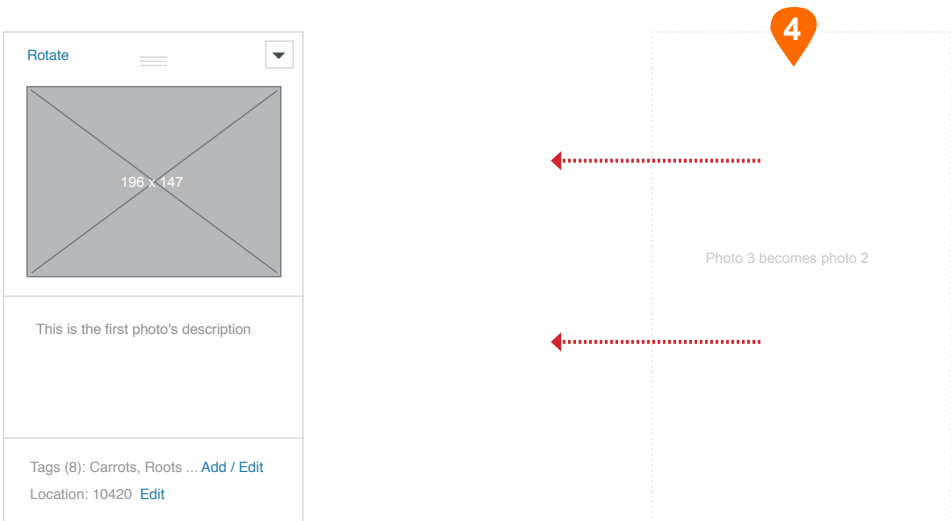 4
Rotate
196 x 147
Photo 3 becomes photo 2
This is the first photo's description
Tags (8): Carrots, Roots ... Add / Edit
Location: 10420 Edit